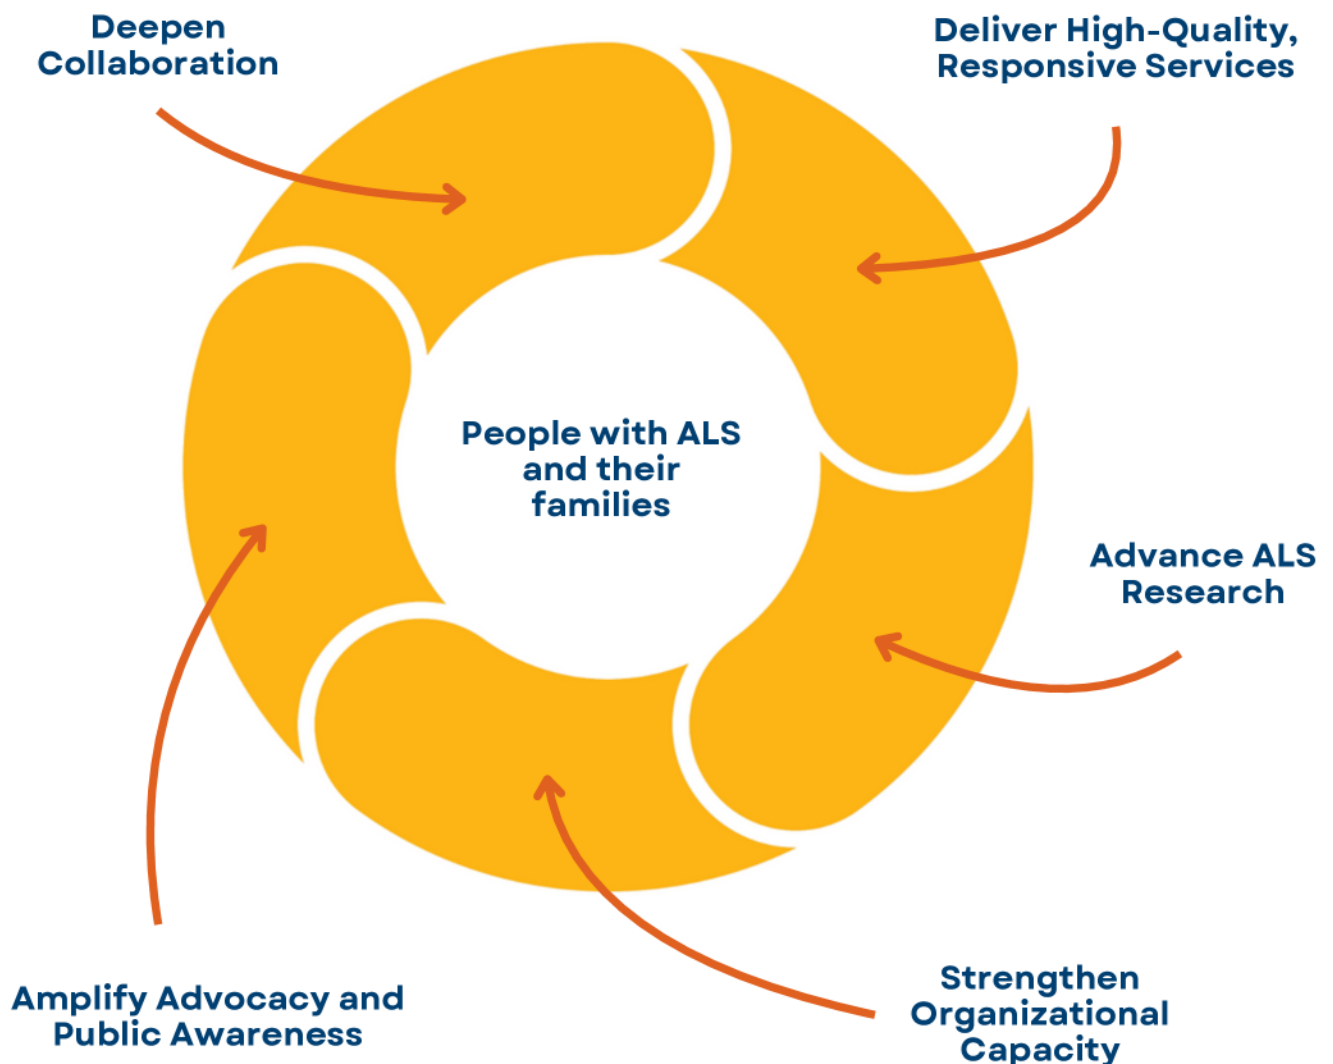 Deepen
Collaboration
Deliver High-Quality,
Responsive Services
People with ALS
and their
families
Advance ALS
Research
Amplify Advocacy and
Public Awareness
Strengthen
Organizational
Capacity